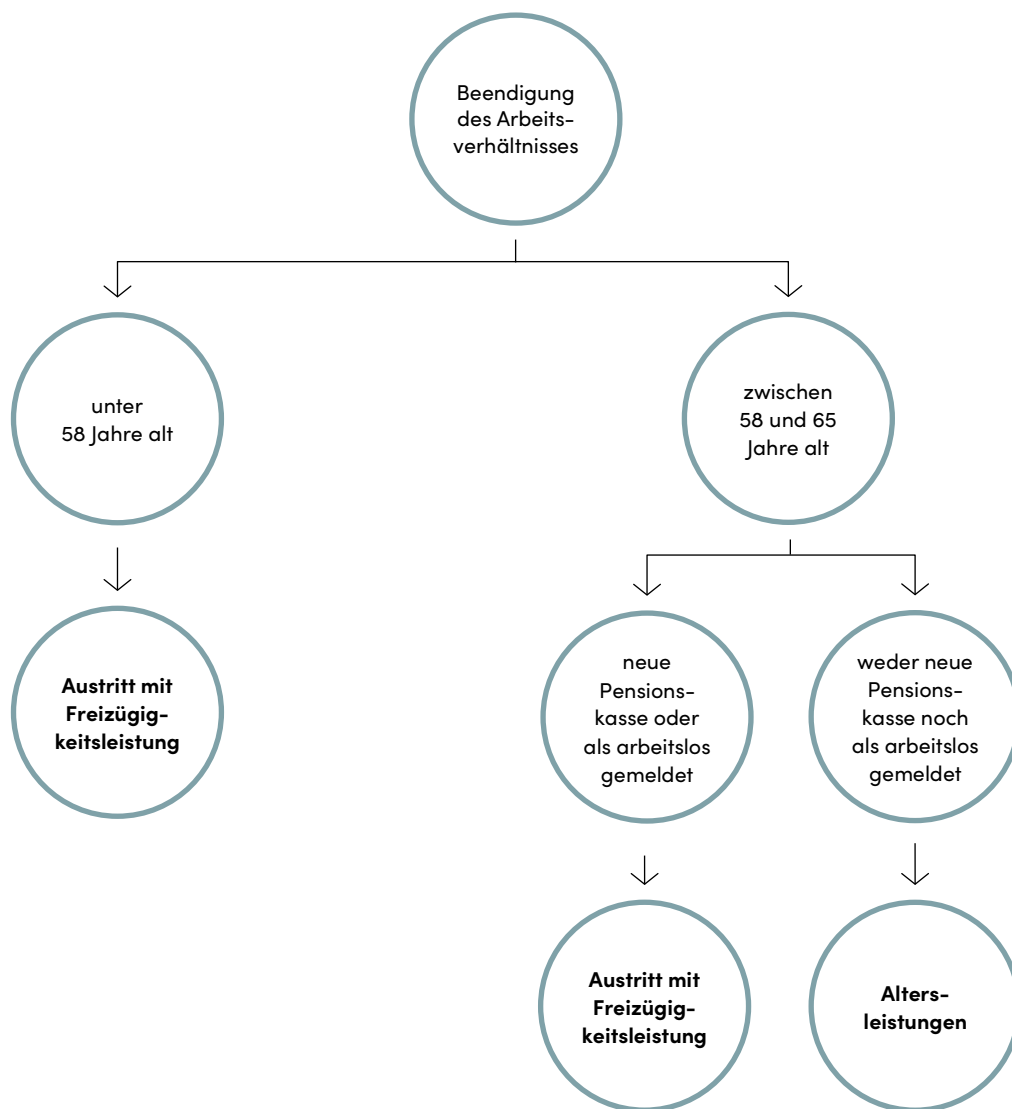 Beendigung
des Arbeits-
verhältnisses
unter
58 Jahre alt
zwischen
58 und 65
Jahre alt
Austritt mit
Freizügig-
keitsleistung
neue
Pensions-
kasse oder
als arbeitslos
gemeldet
weder neue
Pensions-
kasse noch
als arbeitslos
gemeldet
Austritt mit
Freizügig-
keitsleistung
Alters-
leistungen